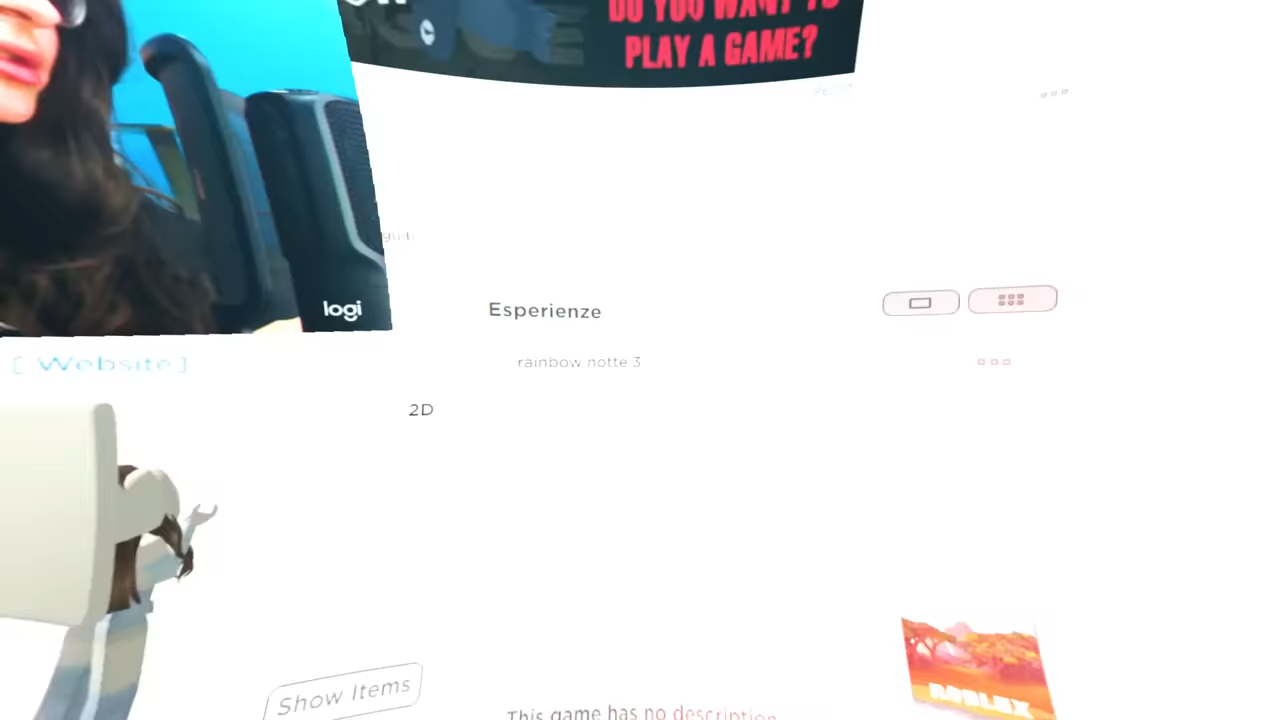 DO YOU WANT TO
PLAY A GAME?
logi
Esperienze
[ Website ]
rainbow notte 3
2D
Show Items
ROBLOX
This game has no description